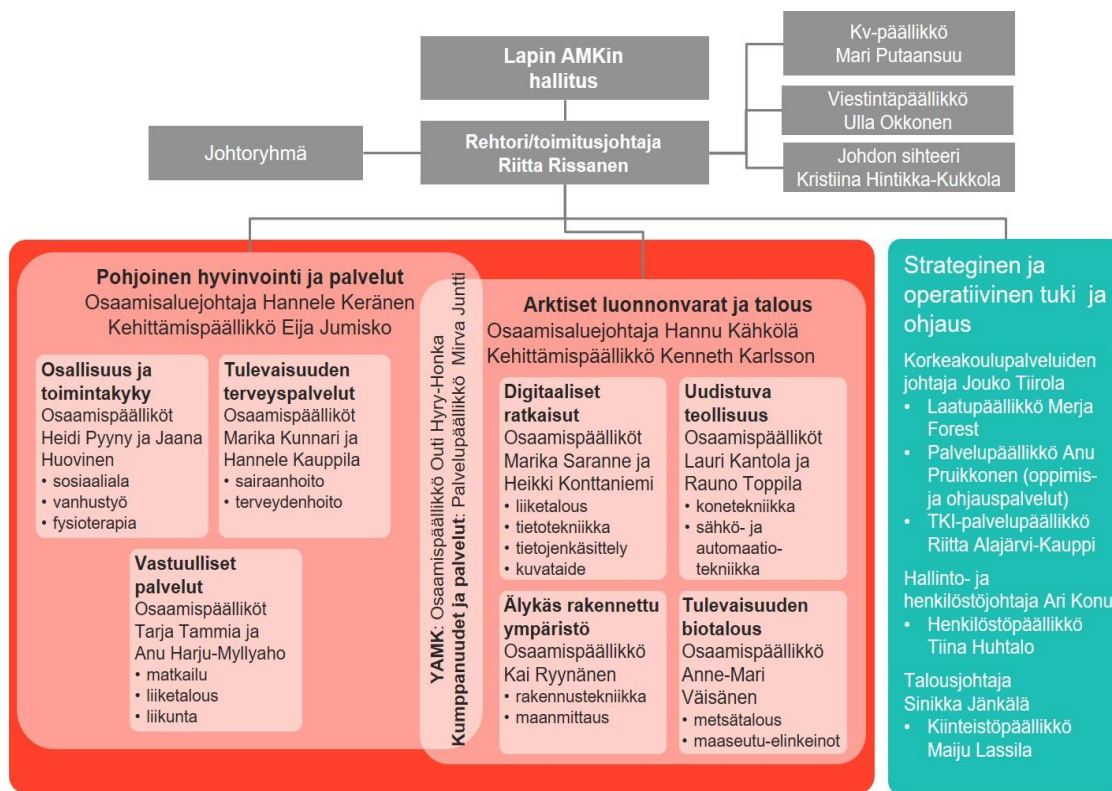 Lapin AMKin
hallitus
Kv-päällikkö
Mari Putaansuu
Viestintäpäällikkö
Ulla Okkonen
Johtoryhmä
Rehtori/toimitusjohtaja
Riitta Rissanen
Johdon sihteeri
Kristiina Hintikka-Kukkola
Pohjoinen hyvinvointi ja palvelut
Osaamisaluejohtaja Hannele Keränen
Kehittämispäällikkö Eija Jumisko
Osallisuus ja
toimintakyky
Osaamispäälliköt
Heidi Pyyny ja Jaana
Huovinen
• sosiaaliala
• vanhustyö
• fysioterapia
Tulevaisuuden
terveyspalvelut
Osaamispäälliköt
Marika Kunnari ja
Hannele Kauppila
• sairaanhoito
• terveydenhoito
Vastuulliset
palvelut
Osaamispäälliköt
Tarja Tammia ja
Anu Harju-Myllyaho
• matkailu
• liiketalous
• liikunta
YAMK: Osaamispäällikkö Outi Hyry-Honka
Kumppanuudet ja palvelut: Palvelupäällikkö Mirva Juntti
Arktiset luonnonvarat ja talous
Osaamisaluejohtaja Hannu Kähkölä
Kehittämispäällikkö Kenneth Karlsson
Digitaaliset
ratkaisut
Osaamispäälliköt
Marika Saranne ja
Heikki Konttaniemi
• liiketalous
• tietotekniikka
• tietojenkäsittely
• kuvataide
Uudistuva
teollisuus
Osaamispäälliköt
Lauri Kantola ja
Rauno Toppila
• konetekniikka
• sähkö- ja
automaatio-
tekniikka
Älykäs rakennettu
ympäristö
Osaamispäällikkö
Kai Ryynänen
• rakennustekniikka
• maanmittaus
Tulevaisuuden
biotalous
Osaamispäällikkö
Anne-Mari
Väisänen
• metsätalous
• maaseutu-elinkeinot
Strateginen ja
operatiivinen tuki ja
ohjaus
Korkeakoulupalveluiden
johtaja Jouko Tiirola
• Laatupäällikkö Merja
Forest
• Palvelupäällikkö Anu
Pruikkonen (oppimis-
ja ohjauspalvelut)
• TKI-palvelupäällikkö
Riitta Alajärvi-Kauppi
Hallinto- ja
henkilöstöjohtaja Ari Konu
• Henkilöstöpäällikkö
Tiina Huhtalo
Talousjohtaja
Sinikka Jänkälä
• Kiinteistöpäällikkö
Maiju Lassila